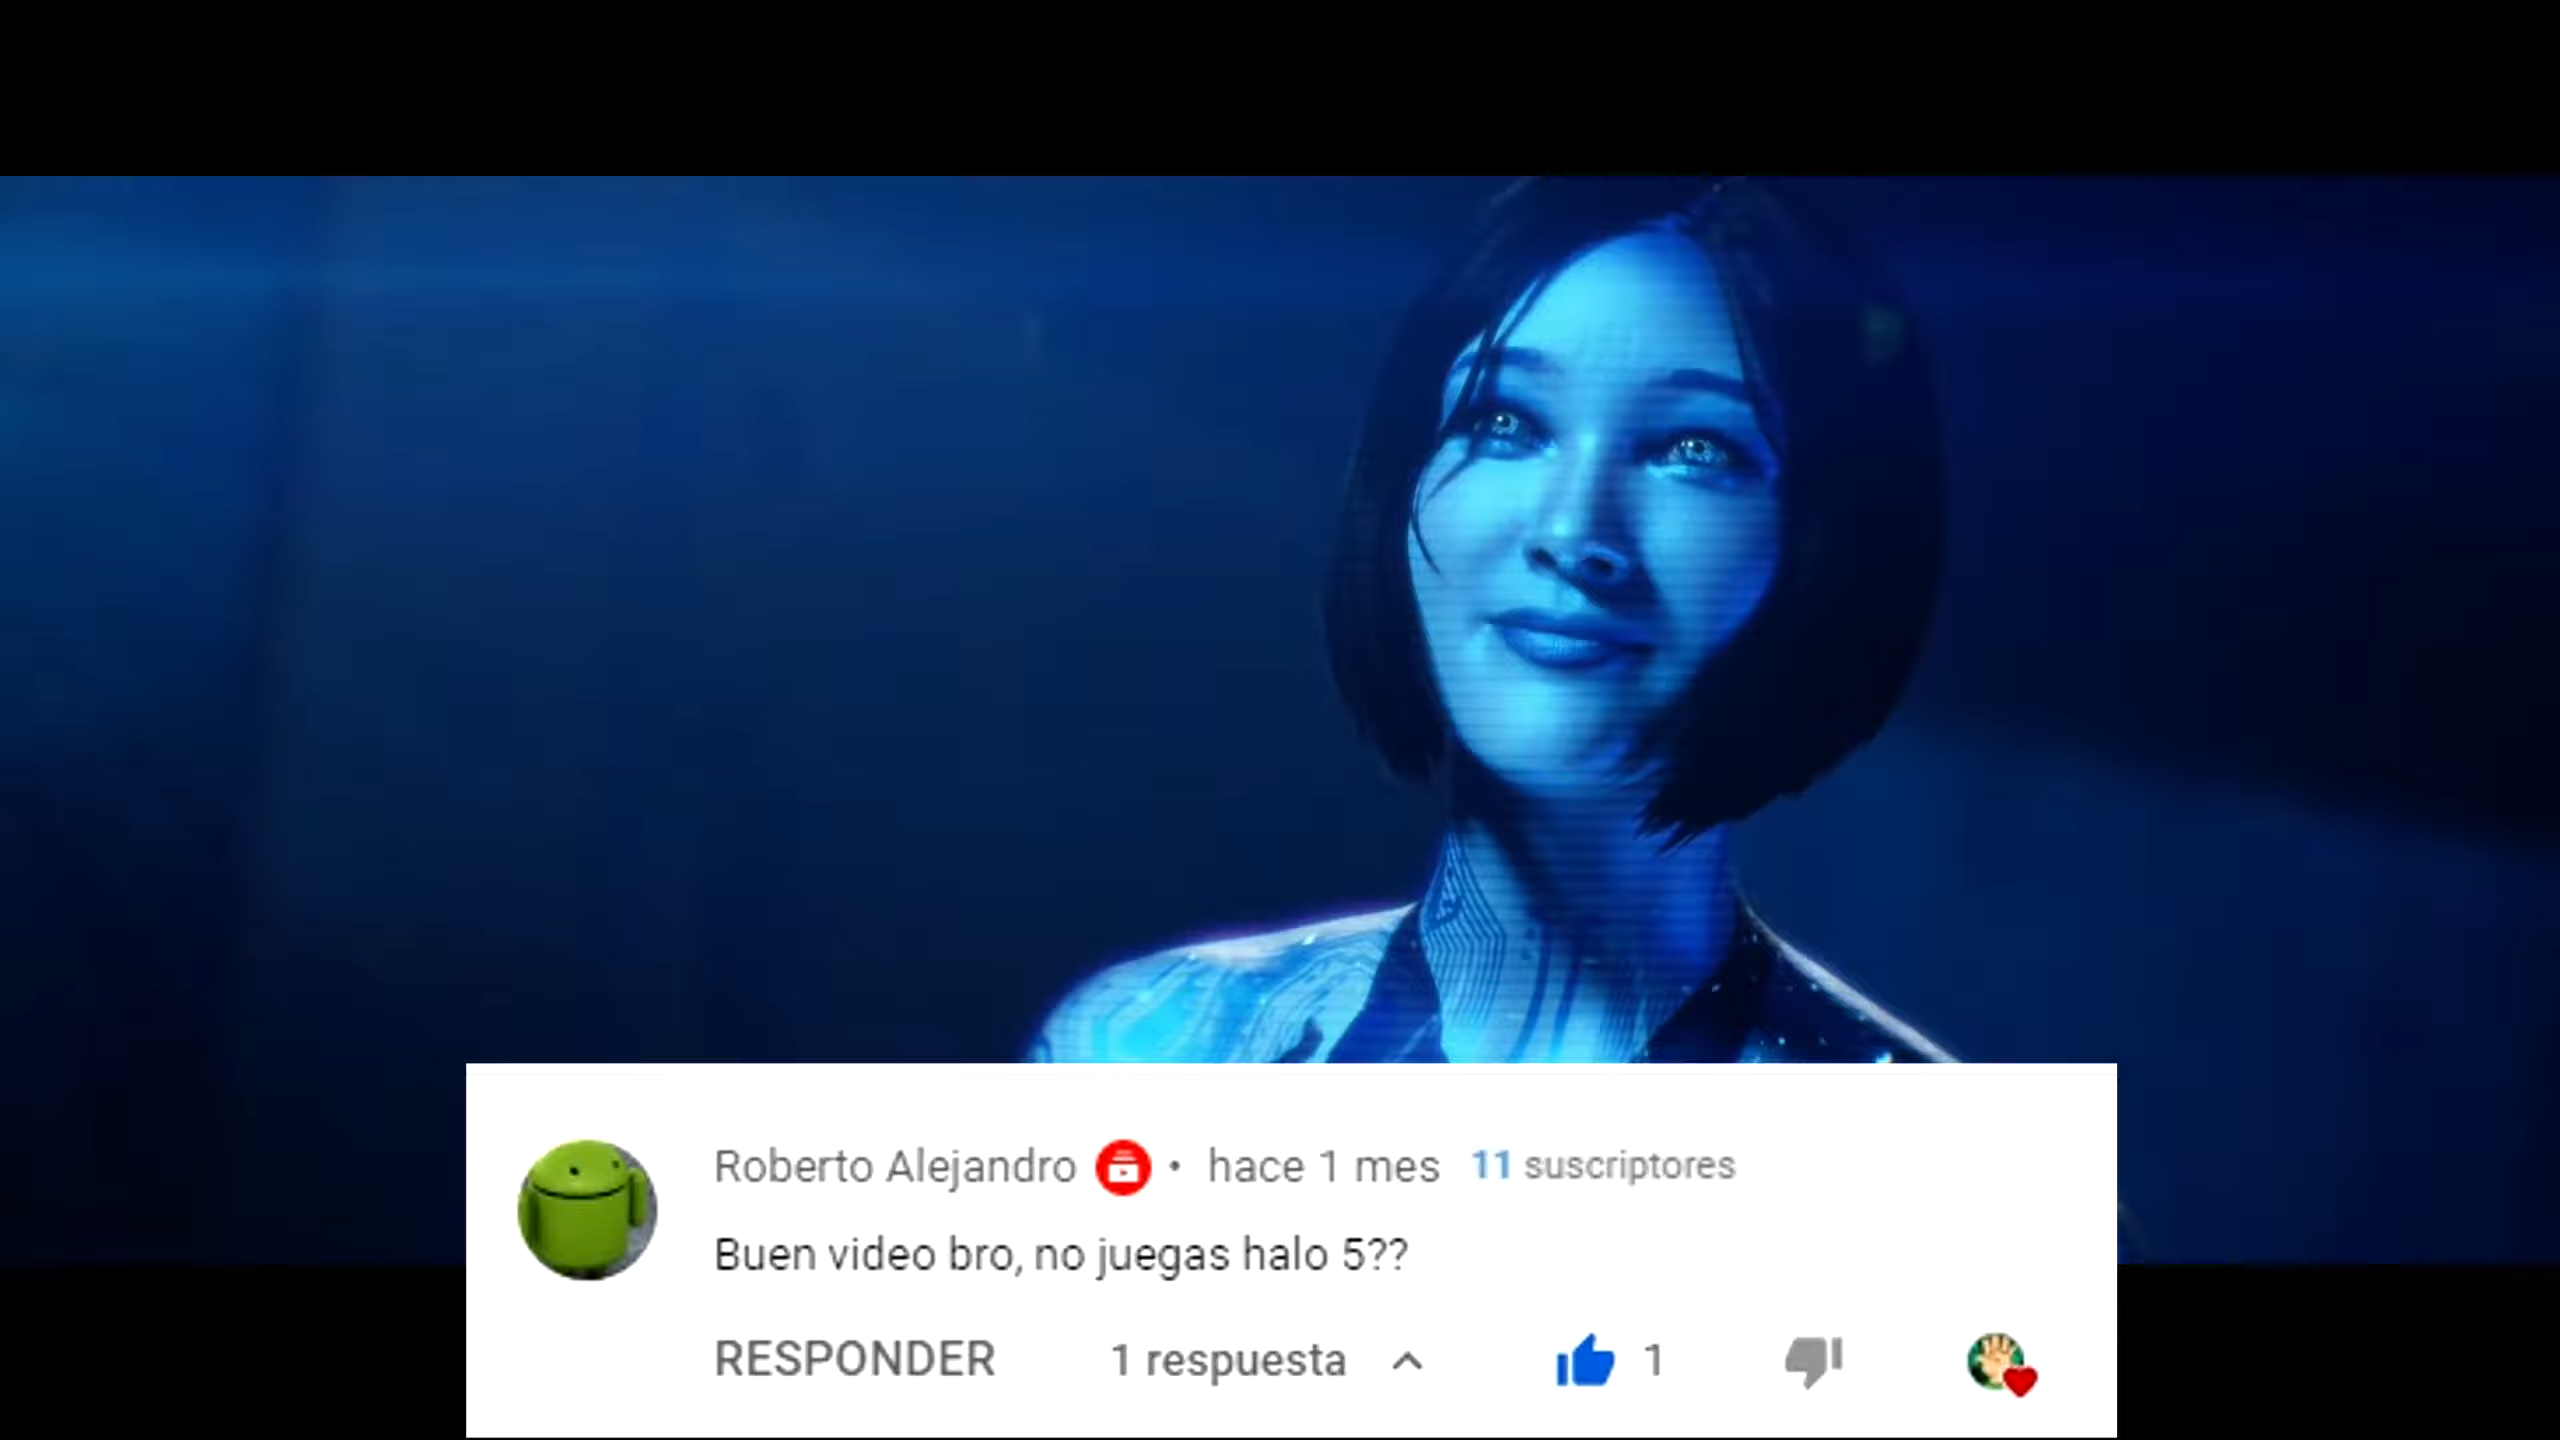 Roberto Alejandro • hace 1 mes 11 suscriptores
Buen video bro, no juegas halo 5??
RESPONDER 1 respuesta 1